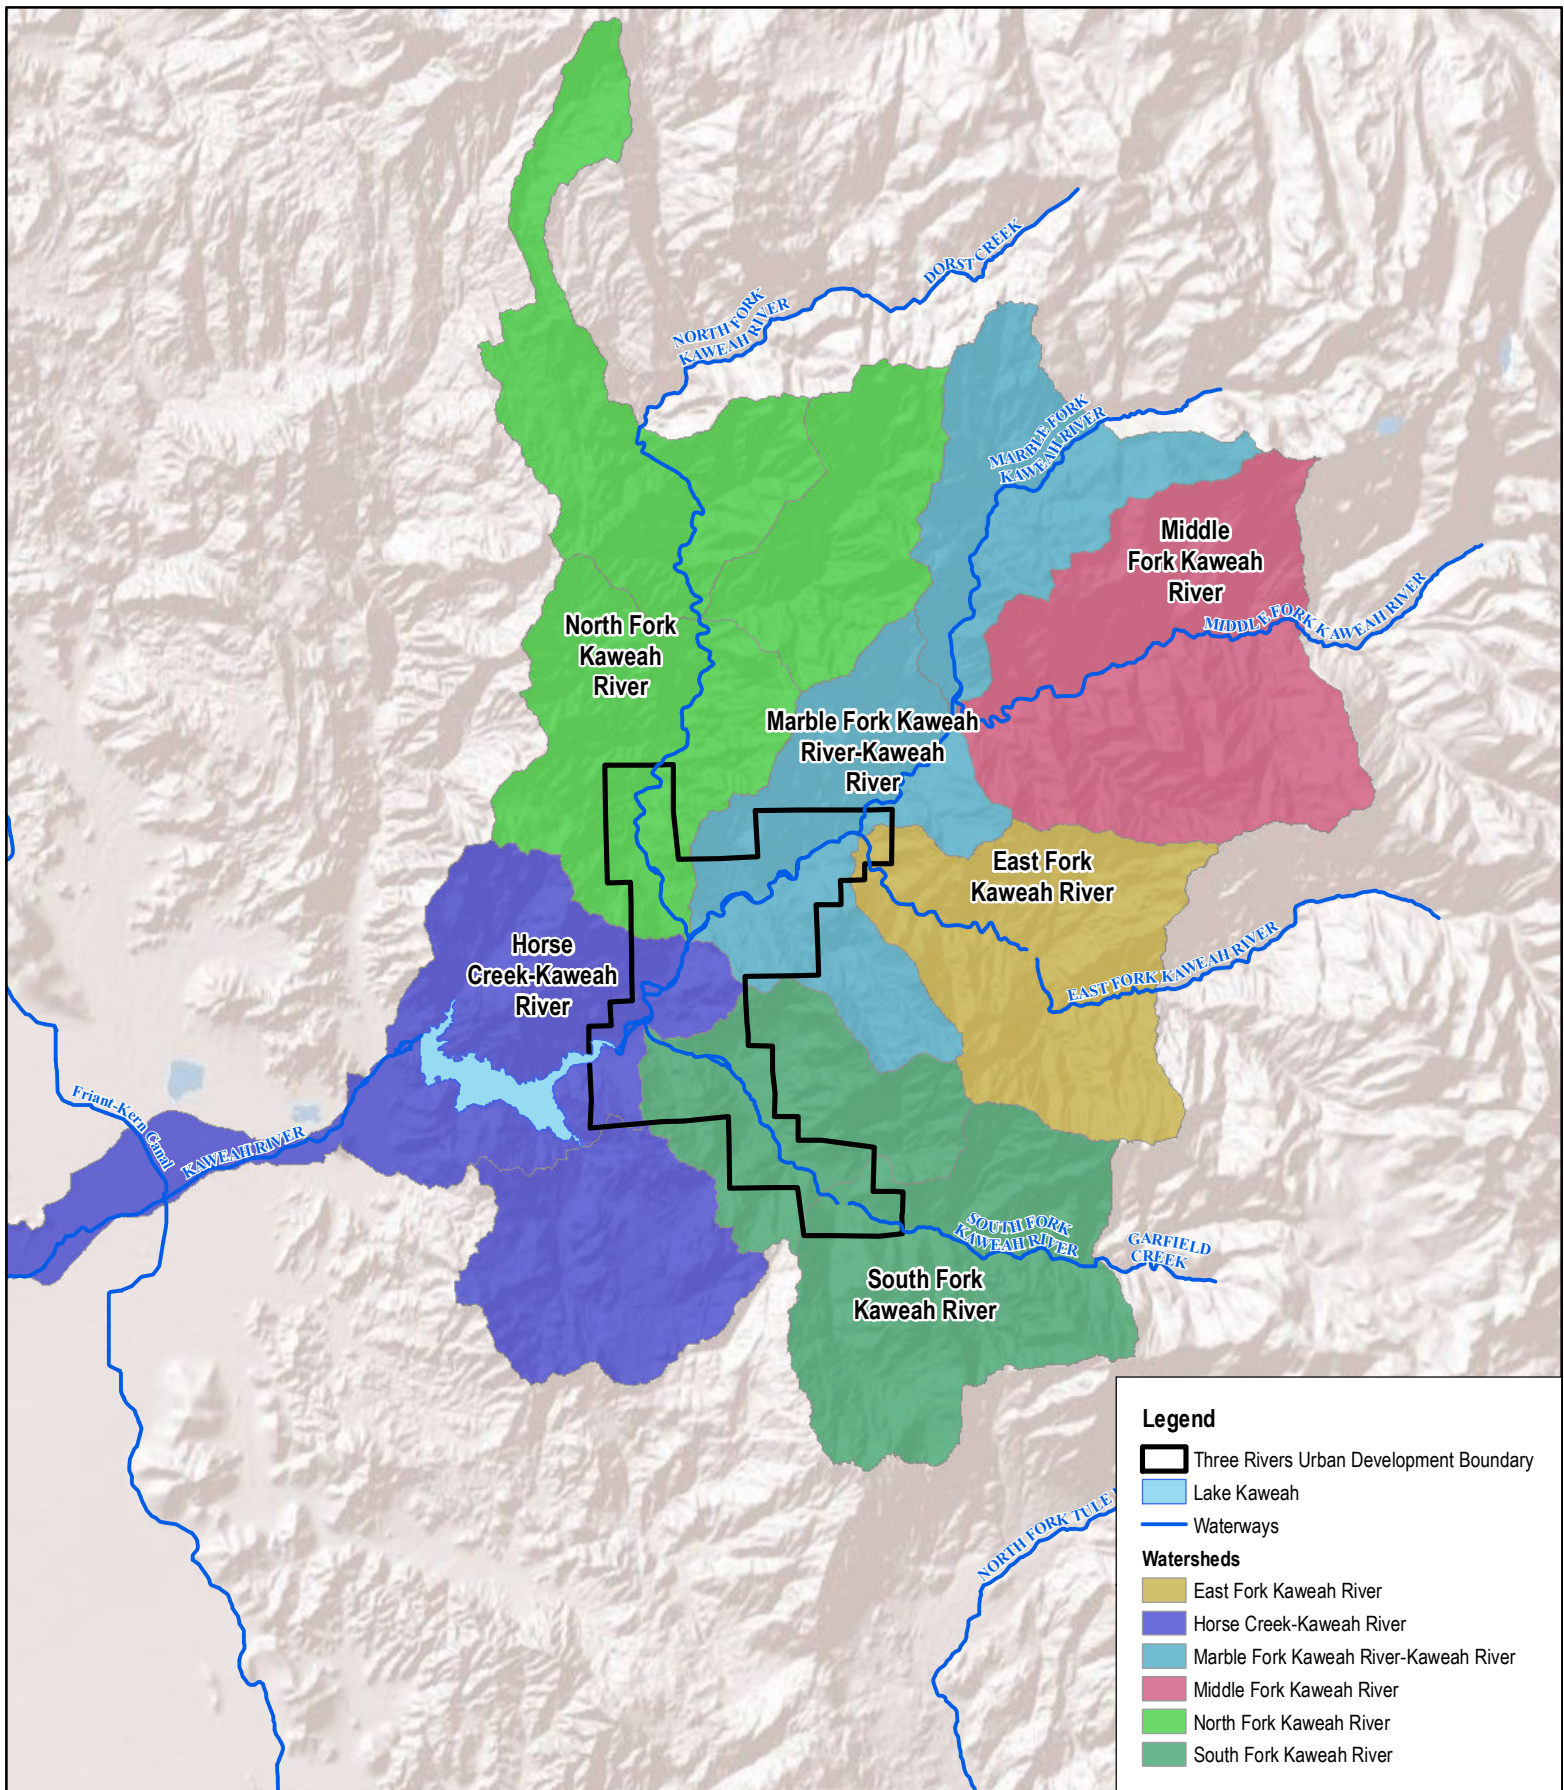 DORST CREEK
NORTH FORK
KAWEAH RIVER
MARBLE FORK
KAWEAH RIVER
Middle
Fork Kaweah
River
MIDDLE FORK KAWEAH RIVER
North Fork
Kaweah
River
Marble Fork Kaweah
River-Kaweah
River
East Fork
Kaweah River
EAST FORK KAWEAH RIVER
Horse
Creek-Kaweah
River
Friant-Kern Canal
KAWEAH RIVER
SOUTH FORK
KAWEAH RIVER
GARFIELD
CREEK
South Fork
Kaweah River
NORTH FORK TULE
Legend
Three Rivers Urban Development Boundary
Lake Kaweah
Waterways
Watersheds
East Fork Kaweah River
Horse Creek-Kaweah River
Marble Fork Kaweah River-Kaweah River
Middle Fork Kaweah River
North Fork Kaweah River
South Fork Kaweah River